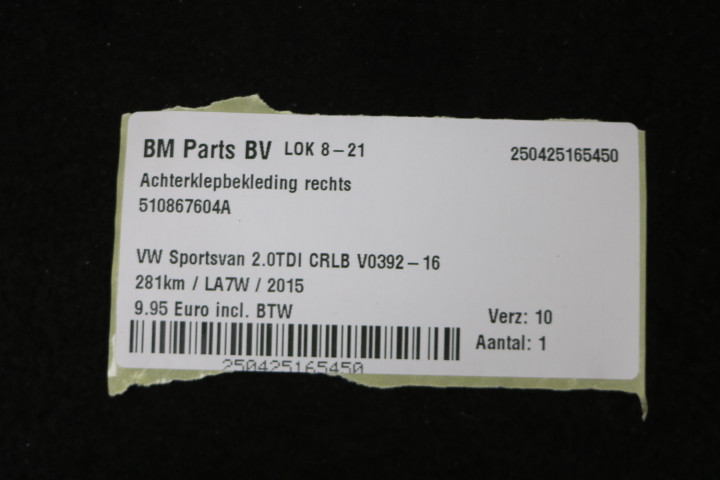 BM Parts BV LOK 8-21 250425165450
Achterklepbekleding rechts
510867604A
VW Sportsvan 2.0TDI CRLB V0392-16
281km / LA7W / 2015
9.95 Euro incl. BTW
Verz: 10
Aantal: 1
250425165450